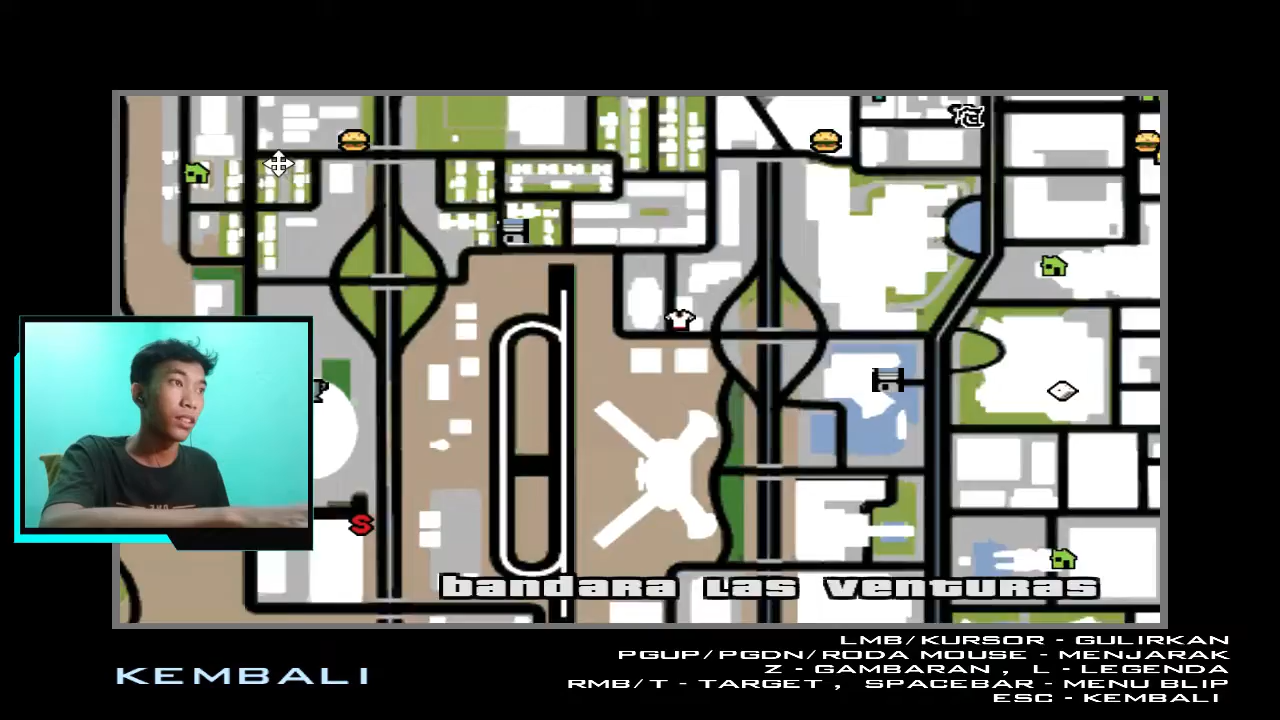 bandara Las Venturas
LMB/KURSOR - GULIRKAN
PGUP/PGDN/RODA MOUSE - MENJARAK
Z - GAMBARAN , L - LEGENDA
RMB/T - TARGET , SPACEBAR - MENU BLIP
ESC - KEMBALI
KEMBALI
S